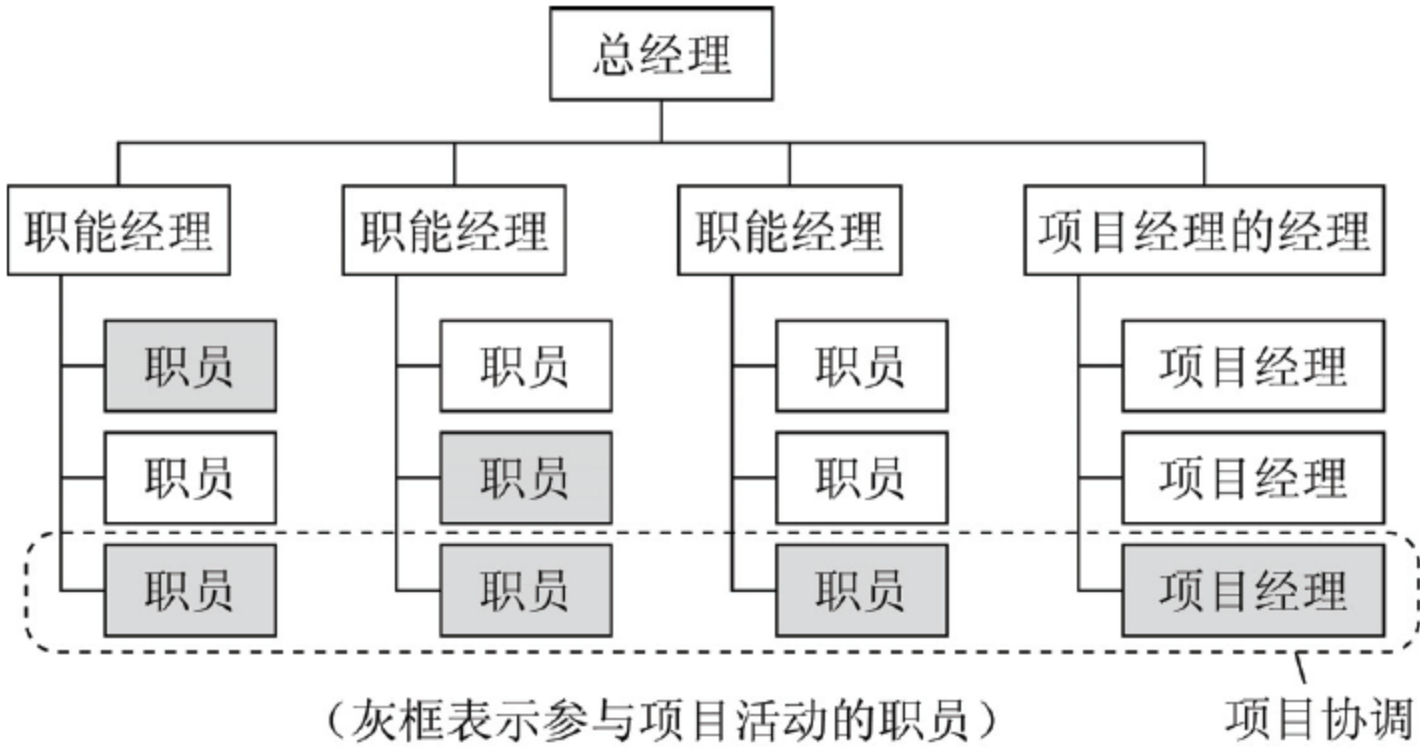 总经理
职能经理 职能经理 职能经理 项目经理的经理
职员 职员 职员 项目经理
职员 职员 职员 项目经理
职员 职员 职员 项目经理
（灰框表示参与项目活动的职员） 项目协调